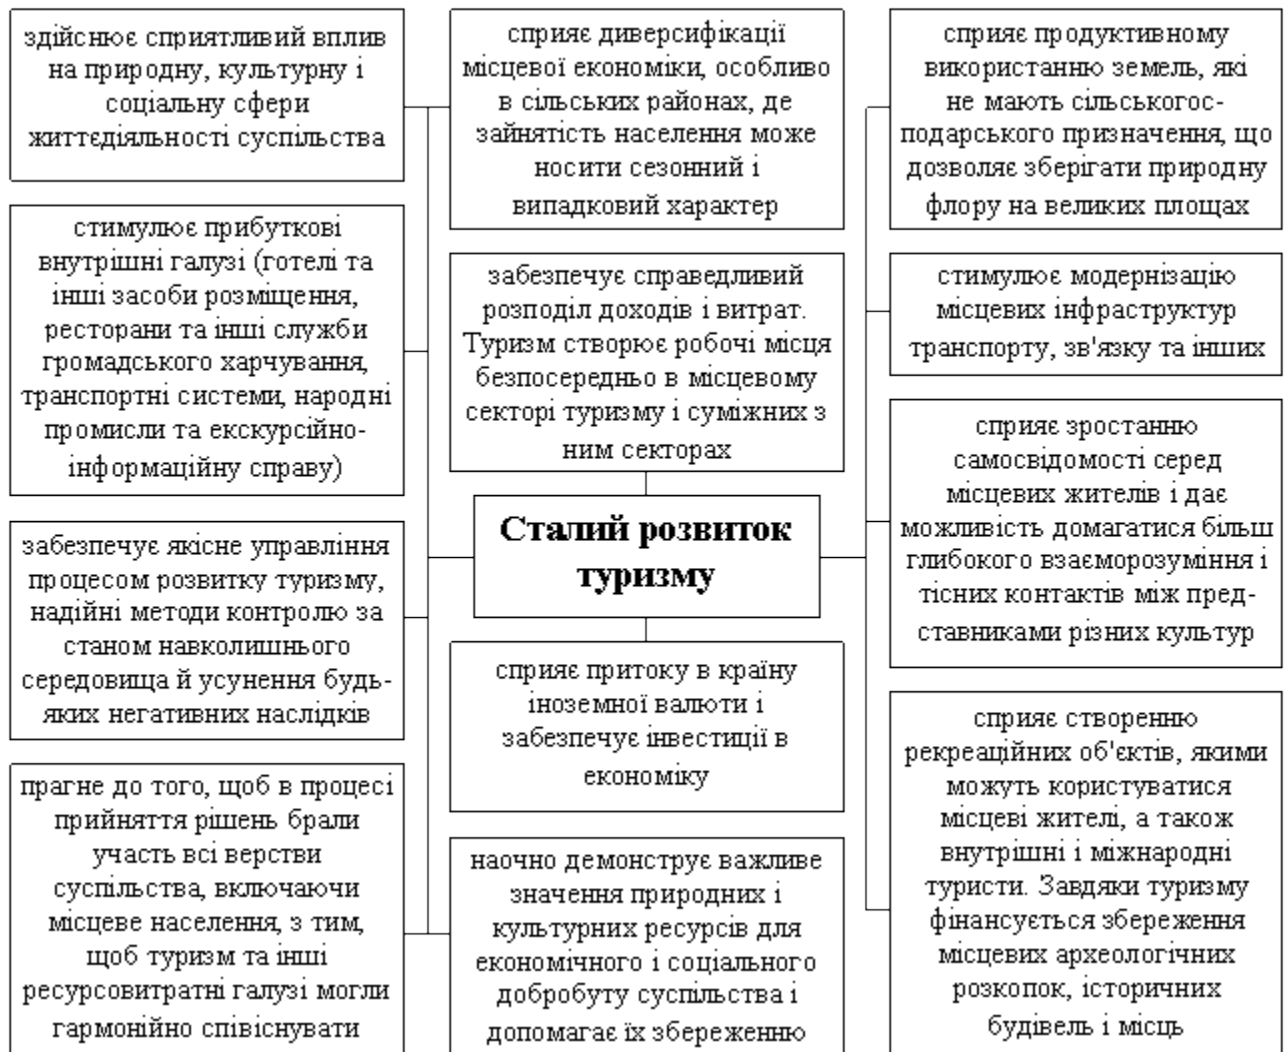 здійснює сприятливий вплив
на природну, культурну і
соціальну сфери
життєдіяльності суспільства
стимулює прибуткові
внутрішні галузі (готелі та
інші засоби розміщення,
ресторани та інші служби
громадського харчування,
транспортні системи, народні
промисли та екскурсійно-
інформаційну справу)
забезпечує якісне управління
процесом розвитку туризму,
надійні методи контролю за
станом навколишнього
середовища й усунення будь-
яких негативних наслідків
прагне до того, щоб в процесі
прийняття рішень брали
участь всі верстви
суспільства, включаючи
місцеве населення, з тим,
щоб туризм та інші
ресурсовитратні галузі могли
гармонійно співіснувати
сприяє диверсифікації
місцевої економіки, особливо
в сільських районах, де
зайнятість населення може
носити сезонний і
випадковий характер
забезпечує справедливий
розподіл доходів і витрат.
Туризм створює робочі місця
безпосередньо в місцевому
секторі туризму і суміжних з
ним секторах
Сталий розвиток
туризму
сприяє притоку в країну
іноземної валюти і
забезпечує інвестиції в
економіку
наочно демонструє важливе
значення природних і
культурних ресурсів для
економічного і соціального
добробуту суспільства і
допомагає їх збереженню
сприяє продуктивному
використанню земель, які
не мають сільськогос-
подарського призначення, що
дозволяє зберігати природну
флору на великих площах
стимулює модернізацію
місцевих інфраструктур
транспорту, зв'язку та інших
сприяє зростанню
самосвідомості серед
місцевих жителів і дає
можливість домагатися більш
глибокого взаєморозуміння і
тісних контактів між пред-
ставниками різних культур
сприяє створенню
рекреаційних об'єктів, якими
можуть користуватися
місцеві жителі, а також
внутрішні і міжнародні
туристи. Завдяки туризму
фінансується збереження
місцевих археологічних
розкопок, історичних
будівель і місць